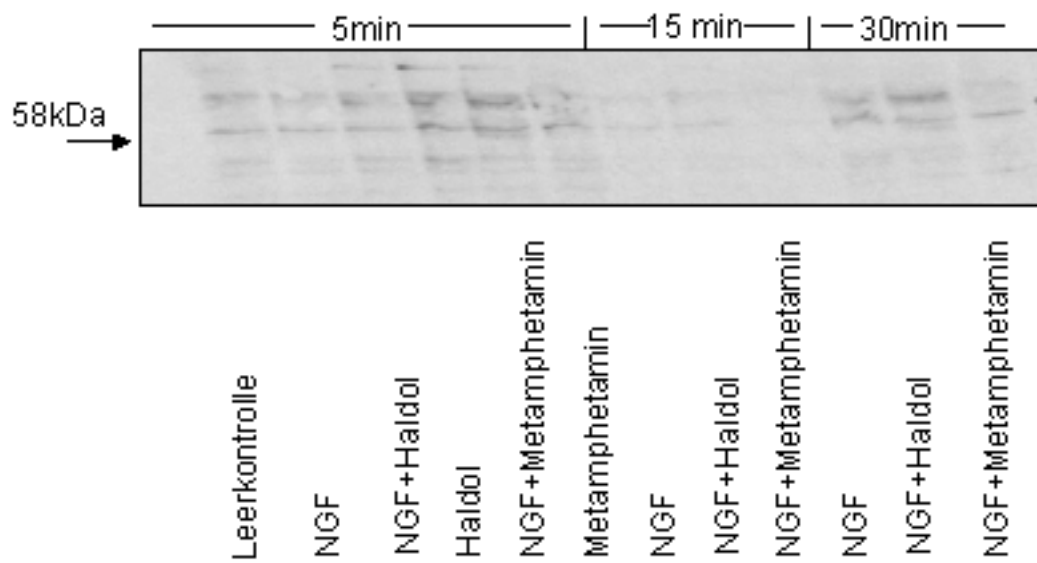 5min
15 min
30min
58kDa
Leerkontrolle
NGF
NGF+Haldol
Haldol
NGF+Metamphetamin
Metamphetamin
NGF
NGF+Haldol
NGF+Metamphetamin
NGF
NGF+Haldol
NGF+Metamphetamin